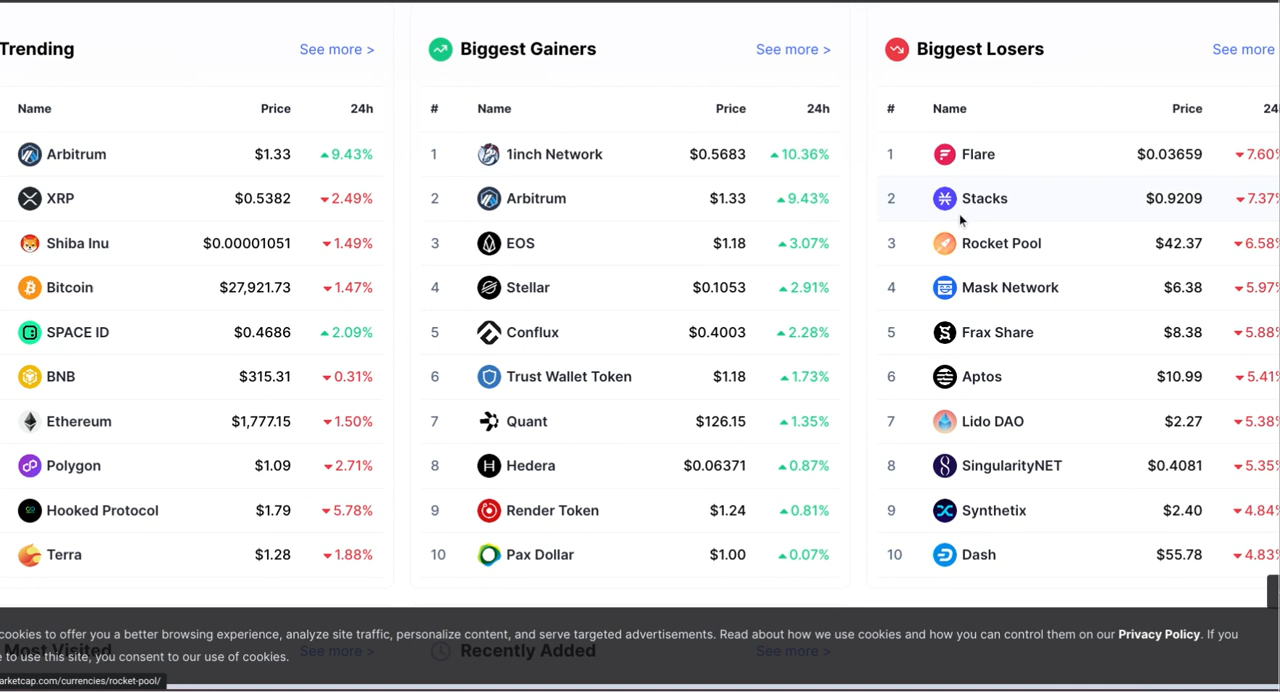 Trending See more >
Name Price 24h
Arbitrum $1.33 9.43%
XRP $0.5382 2.49%
Shiba Inu $0.00001051 1.49%
Bitcoin $27,921.73 1.47%
SPACE ID $0.4686 2.09%
BNB $315.31 0.31%
Ethereum $1,777.15 1.50%
Polygon $1.09 2.71%
Hooked Protocol $1.79 5.78%
Terra $1.28 1.88%
Biggest Gainers See more >
# Name Price 24h
1 1inch Network $0.5683 10.36%
2 Arbitrum $1.33 9.43%
3 EOS $1.18 3.07%
4 Stellar $0.1053 2.91%
5 Conflux $0.4003 2.28%
6 Trust Wallet Token $1.18 1.73%
7 Quant $126.15 1.35%
8 Hedera $0.06371 0.87%
9 Render Token $1.24 0.81%
10 Pax Dollar $1.00 0.07%
Biggest Losers See more
# Name Price 24
1 Flare $0.03659 7.60%
2 Stacks $0.9209 7.37%
3 Rocket Pool $42.37 6.58%
4 Mask Network $6.38 5.97%
5 Frax Share $8.38 5.88%
6 Aptos $10.99 5.41%
7 Lido DAO $2.27 5.38%
8 SingularityNET $0.4081 5.35%
9 Synthetix $2.40 4.84%
10 Dash $55.78 4.83%
cookies to offer you a better browsing experience, analyze site traffic, personalize content, and serve targeted advertisements. Read about how we use cookies and how you can control them on our Privacy Policy. If you
e to use this site, you consent to our use of cookies.
Most Visited See more > Recently Added See more >
arketcap.com/currencies/rocket-pool/